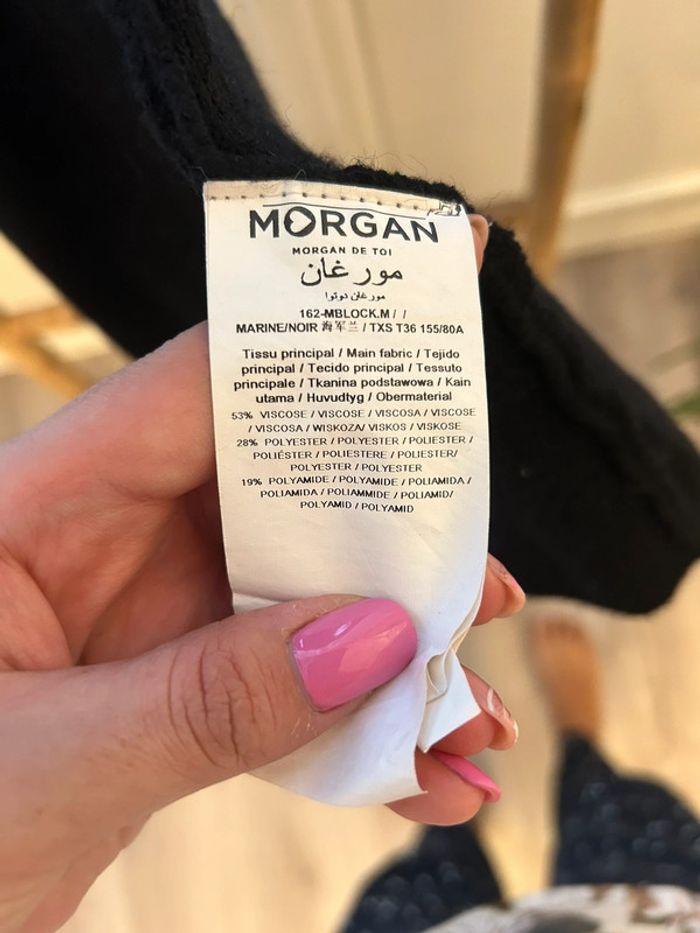 MORGAN
MORGAN DE TOI
مورغان
مورغان دوتوا
162-MBLOCK.M / /
MARINE/NOIR 海军兰 / TXS T36 155/80A
Tissu principal / Main fabric / Tejido
principal / Tecido principal / Tessuto
principale / Tkanina podstawowa / Kain
utama / Huvudtyg / Obermaterial
53% VISCOSE / VISCOSE / VISCOSA / VISCOSE
/ VISCOSA / WISKOZA/ VISKOS / VISKOSE
28% POLYESTER / POLYESTER / POLIESTER /
POLIÉSTER / POLIESTERE / POLIESTER/
POLYESTER / POLYESTER
19% POLYAMIDE / POLYAMIDE / POLIAMIDA /
POLIAMIDA / POLIAMMIDE / POLIAMID/
POLYAMID / POLYAMID